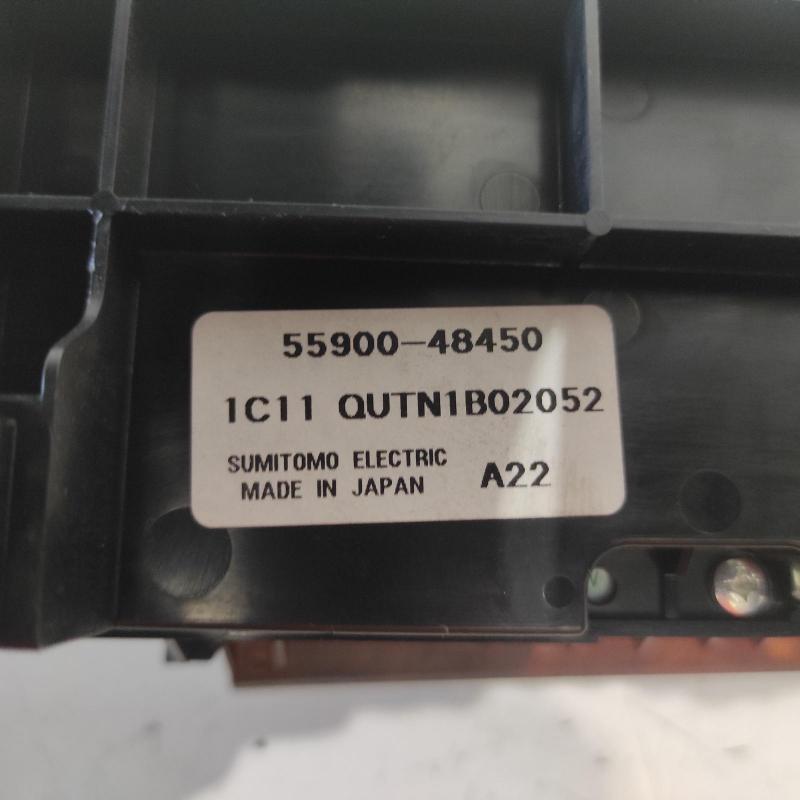 55900-48450
1C11 QUTN1B02052
SUMITOMO ELECTRIC
MADE IN JAPAN A22